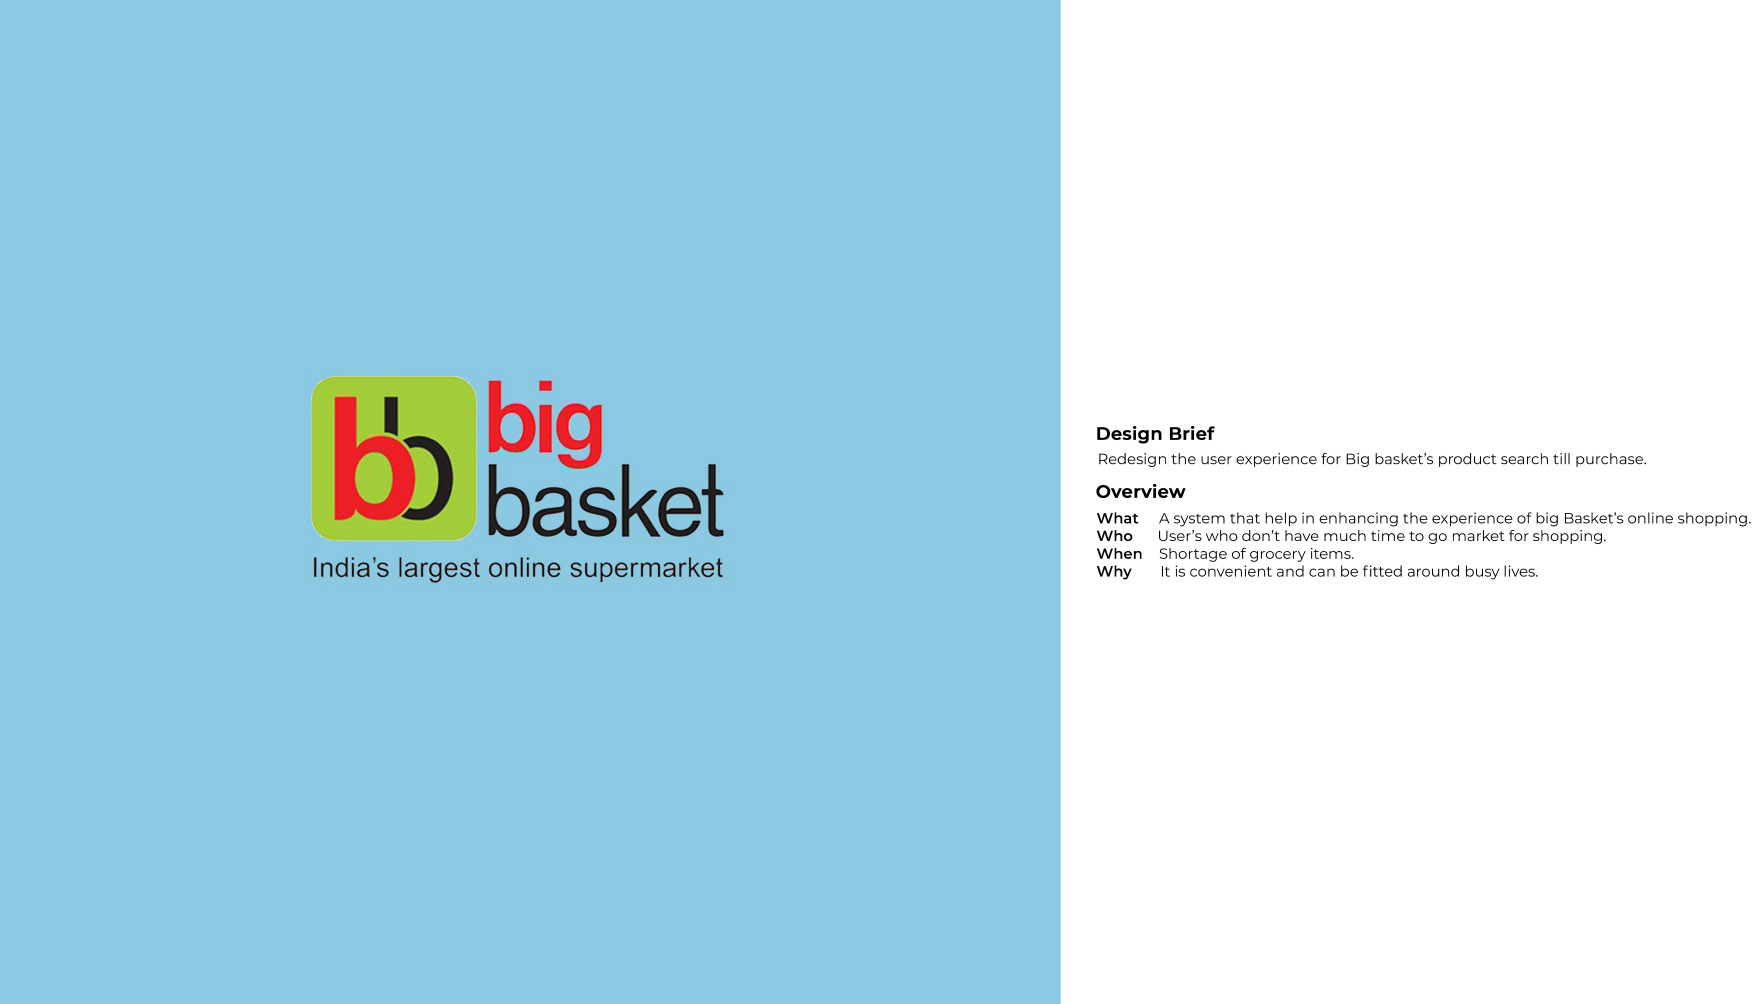 bb
big
basket
India's largest online supermarket
Design Brief
Redesign the user experience for Big basket's product search till purchase.
Overview
What A system that help in enhancing the experience of big Basket's online shopping.
Who User's who don't have much time to go market for shopping.
When Shortage of grocery items.
Why It is convenient and can be fitted around busy lives.